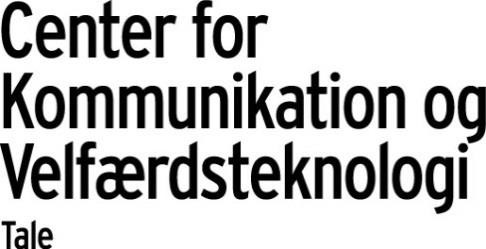 Center for
Kommunikation og
Velfærdsteknologi
Tale